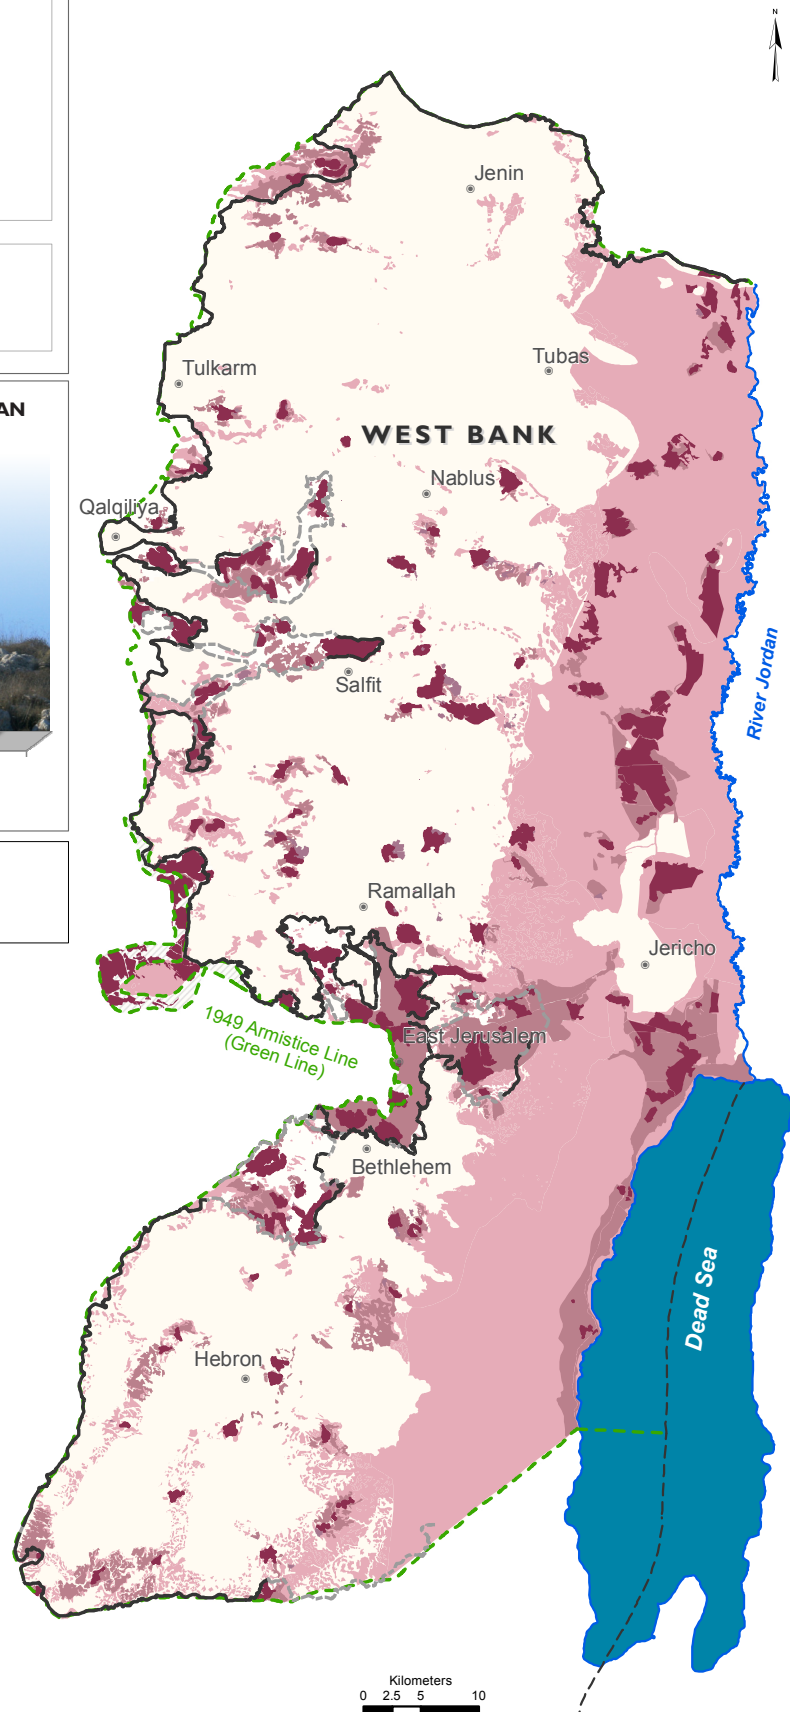 N
Jenin
AN
Tulkarm
Tubas
WEST BANK
Nablus
Qalqiliya
Salfit
River Jordan
Ramallah
Jericho
1949 Armistice Line
(Green Line)
East Jerusalem
Bethlehem
Dead Sea
Hebron
Kilometers
0 2.5 5 10